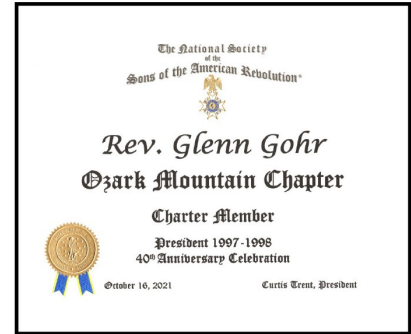 The National Society
of the
Sons of the American Revolution®
Rev. Glenn Gohr
Ozark Mountain Chapter
Charter Member
President 1997-1998
40th Anniversary Celebration
October 16, 2021 Curtis Trent, President